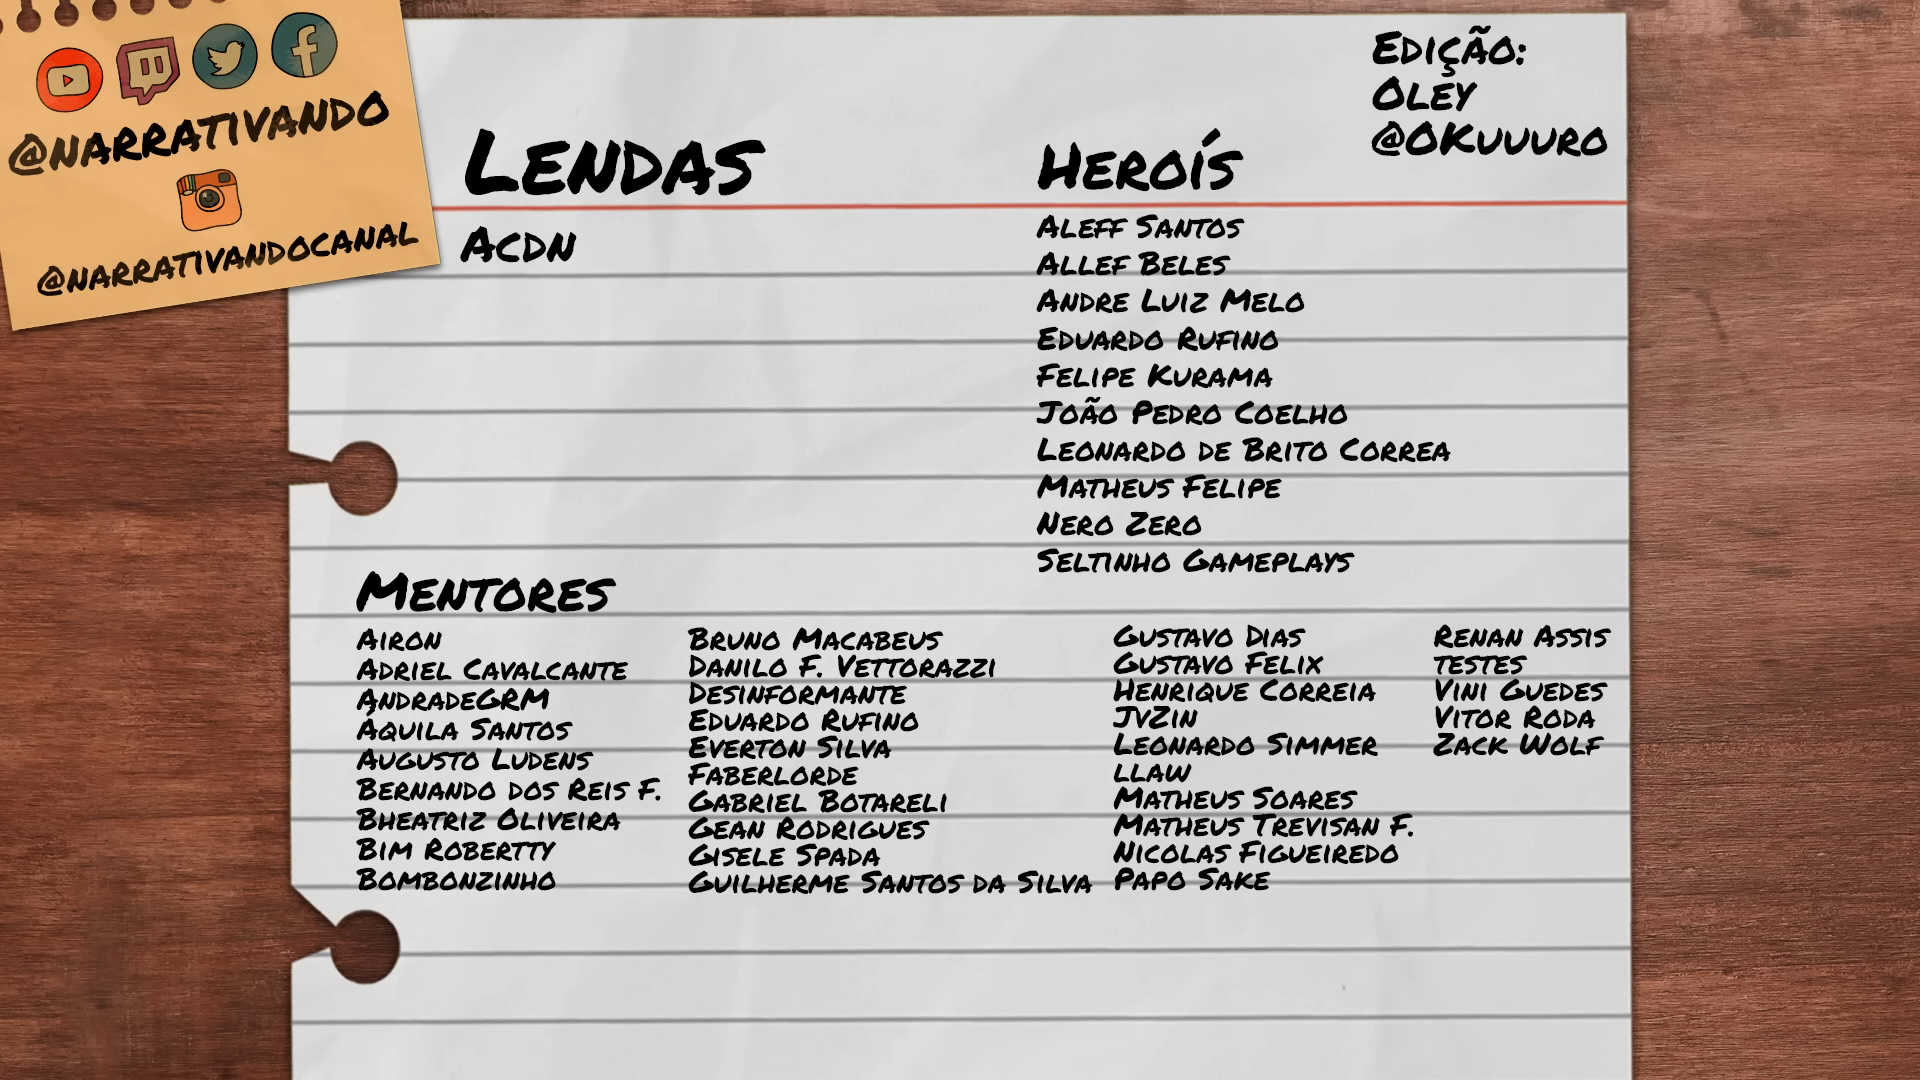 @narrativando
@narrativandocanal
Edição:
Oley
@OKuuuro
Lendas
Acdn
Heroís
Aleff Santos
Allef Beles
Andre Luiz Melo
Eduardo Rufino
Felipe Kurama
João Pedro Coelho
Leonardo de Brito Correa
Matheus Felipe
Nero Zero
Seltinho Gameplays
Mentores
Airon
Adriel Cavalcante
AndradeGRM
Áquila Santos
Augusto Ludens
Bernando dos Reis F.
Bheatriz Oliveira
Bim Robertty
Bombonzinho
Bruno Macabeus
Danilo F. Vettorazzi
Desinformante
Eduardo Rufino
Everton Silva
Faberlorde
Gabriel Botareli
Gean Rodrigues
Gisele Spada
Guilherme Santos da Silva
Gustavo Dias
Gustavo Felix
Henrique Correia
JvZin
Leonardo Simmer
llaw
Matheus Soares
Matheus Trevisan F.
Nicolas Figueiredo
Papo Sake
Renan Assis
testes
Vini Guedes
Vitor Roda
Zack Wolf